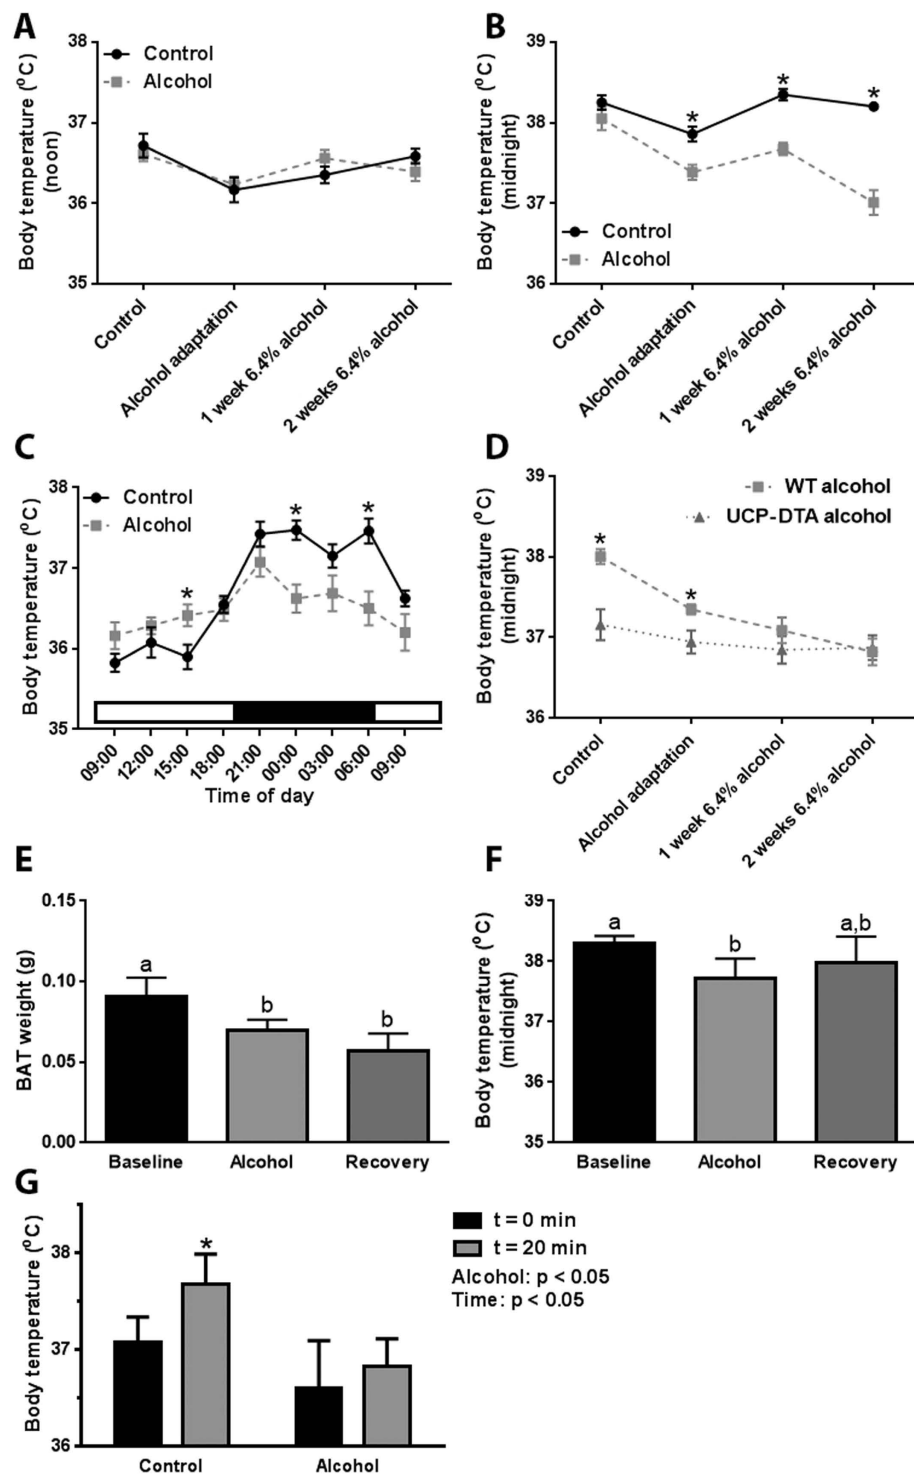 A
Body temperature (°C)
(noon)
38
37
36
35
Control
Alcohol
Control
Alcohol adaptation
1 week 6.4% alcohol
2 weeks 6.4% alcohol
B
Body temperature (°C)
(midnight)
39
38
37
36
*
*
*
Control
Alcohol
Control
Alcohol adaptation
1 week 6.4% alcohol
2 weeks 6.4% alcohol
C
Body temperature (°C)
38
37
36
35
Control
Alcohol
*
*
*
09:00
12:00
15:00
18:00
21:00
00:00
03:00
06:00
09:00
Time of day
D
Body temperature (°C)
(midnight)
39
38
37
36
WT alcohol
UCP-DTA alcohol
*
*
Control
Alcohol adaptation
1 week 6.4% alcohol
2 weeks 6.4% alcohol
E
BAT weight (g)
0.15
0.10
0.05
0.00
a
b
b
Baseline
Alcohol
Recovery
F
Body temperature (°C)
(midnight)
39
38
37
36
35
a
b
a,b
Baseline
Alcohol
Recovery
G
Body temperature (°C)
38
37
36
*
Control
Alcohol
t = 0 min
t = 20 min
Alcohol: p < 0.05
Time: p < 0.05